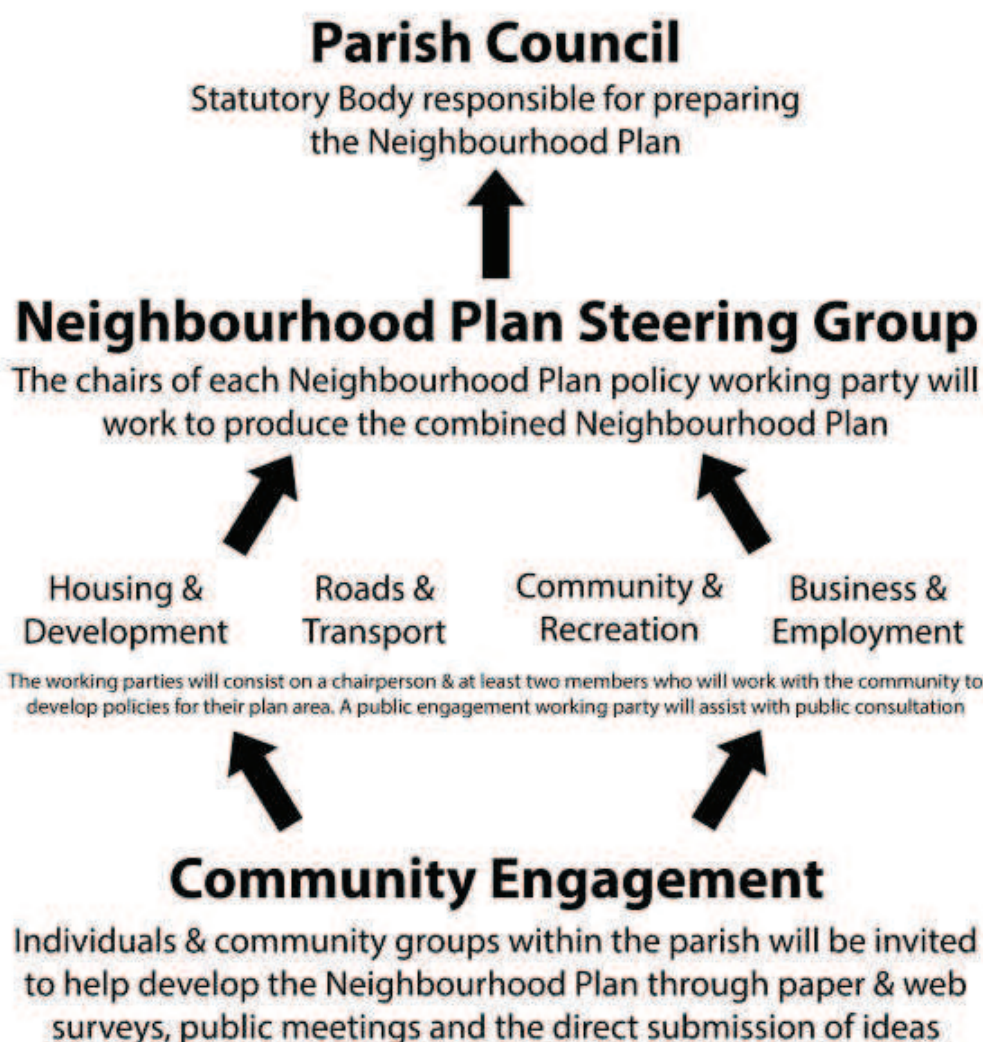 Parish Council
Statutory Body responsible for preparing
the Neighbourhood Plan
Neighbourhood Plan Steering Group
The chairs of each Neighbourhood Plan policy working party will
work to produce the combined Neighbourhood Plan
Housing &
Development
Roads &
Transport
Community &
Recreation
Business &
Employment
The working parties will consist on a chairperson & at least two members who will work with the community to
develop policies for their plan area. A public engagement working party will assist with public consultation
Community Engagement
Individuals & community groups within the parish will be invited
to help develop the Neighbourhood Plan through paper & web
surveys, public meetings and the direct submission of ideas